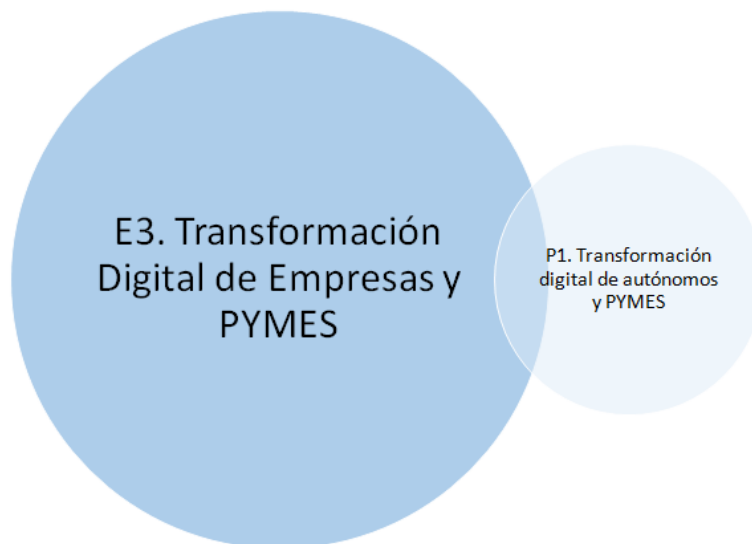 E3. Transformación
Digital de Empresas y
PYMES
P1. Transformación
digital de autónomos
y PYMES